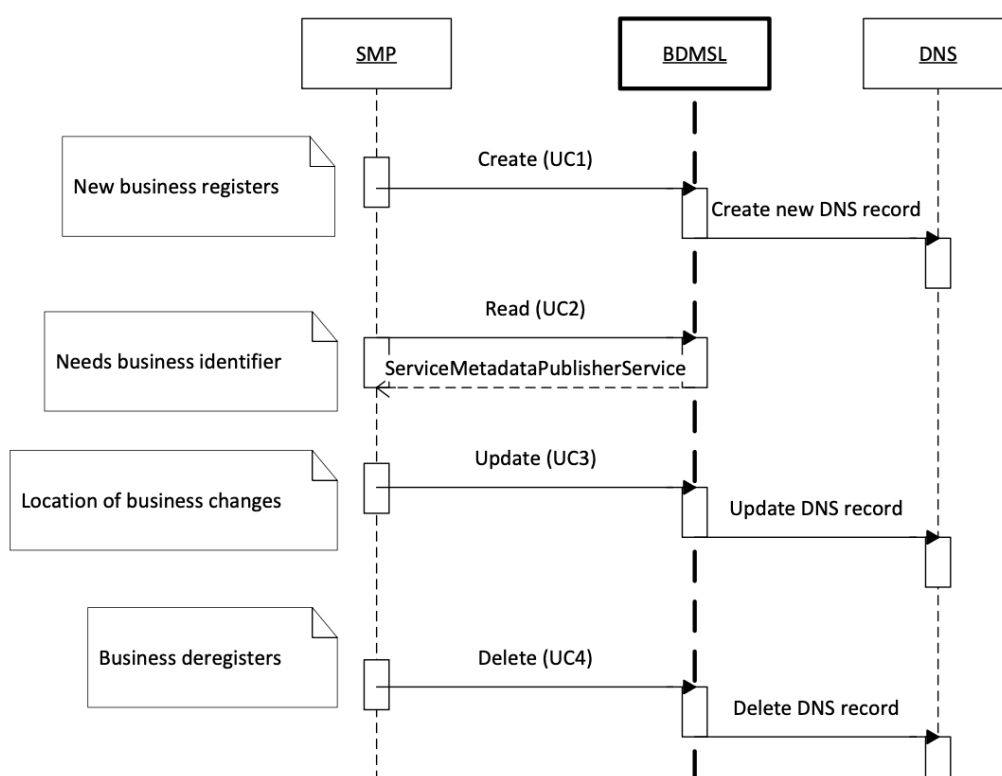 SMP
BDMSL
DNS
New business registers
Create (UC1)
Create new DNS record
Needs business identifier
Read (UC2)
ServiceMetadataPublisherService
Location of business changes
Update (UC3)
Update DNS record
Business deregisters
Delete (UC4)
Delete DNS record